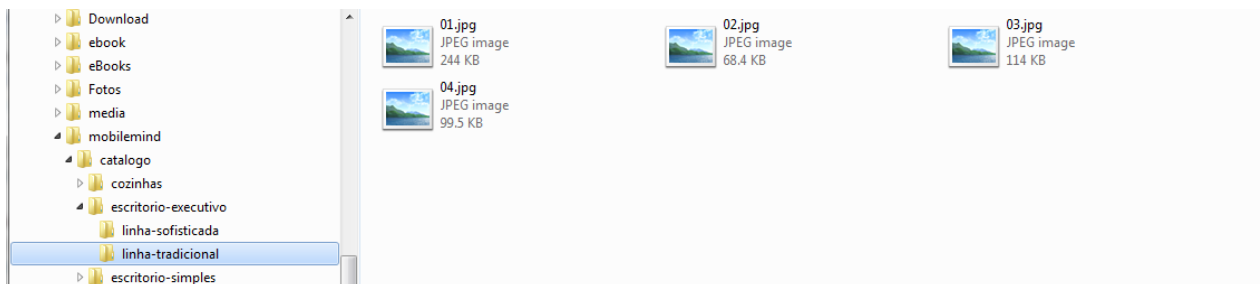 Download
ebook
eBooks
Fotos
media
mobilemind
catalogo
cozinhas
escritorio-executivo
linha-sofisticada
linha-tradicional
escritorio-simples
01.jpg
JPEG image
244 KB
02.jpg
JPEG image
68.4 KB
03.jpg
JPEG image
114 KB
04.jpg
JPEG image
99.5 KB